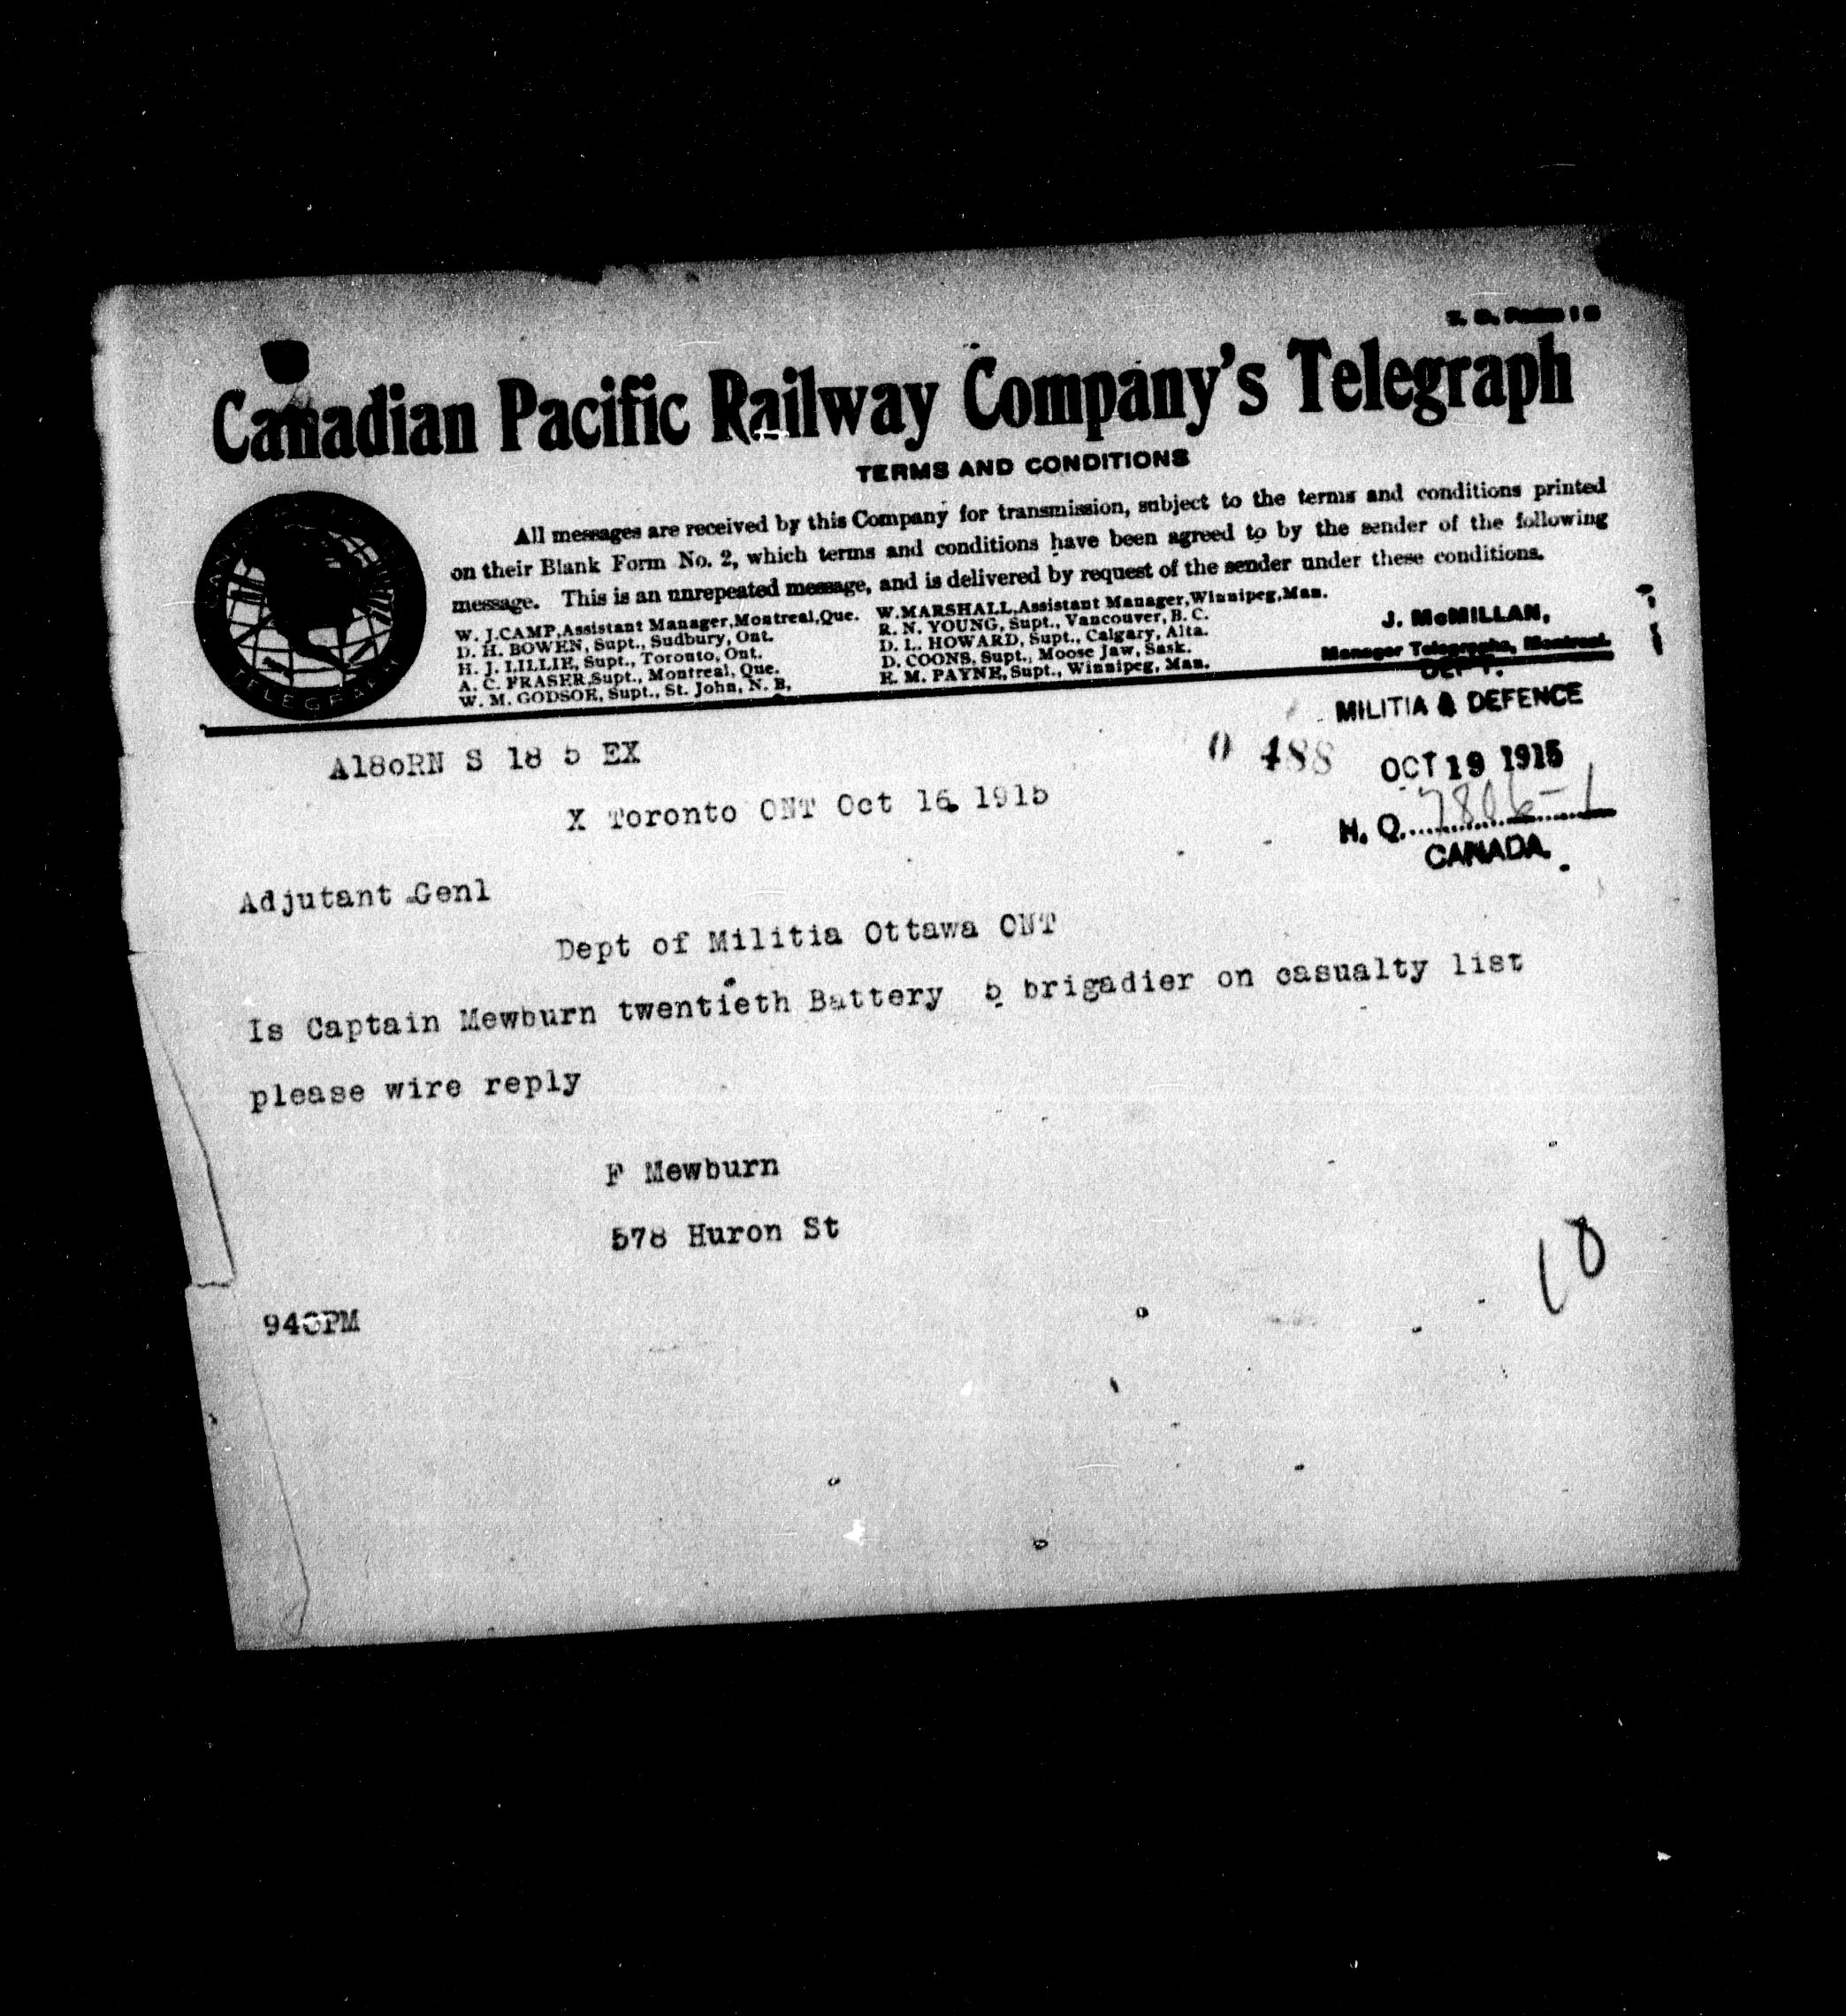 Canadian Pacific Railway Company's Telegraph
TERMS AND CONDITIONS
All messages are received by this Company for transmission, subject to the terms and conditions printed
on their Blank Form No. 2, which terms and conditions have been agreed to by the sender of the following
message. This is an unrepeated message, and is delivered by request of the sender under these conditions.
W. J. CAMP, Assistant Manager, Montreal, Que.
D. H. BOWEN, Supt., Sudbury, Ont.
H. J. LILLIE, Supt., Toronto, Ont.
A. C. FRASER, Supt., Montreal, Que.
W. M. GODSOE, Supt., St. John, N. B,
W. MARSHALL, Assistant Manager, Winnipeg, Man.
R. N. YOUNG, Supt., Vancouver, B. C.
D. L. HOWARD, Supt., Calgary, Alta.
D. COONS, Supt., Moose Jaw, Sask.
E. M. PAYNE, Supt., Winnipeg, Man.
J. McMILLAN,
Manager Telegraphs, Montreal.
TELEGRAPH
DEPT.
MILITIA & DEFENCE
OCT 19 1915
H. Q.
CANADA.
0 488
A18oRN S 18 5 EX
X Toronto ONT Oct 16 1915
Adjutant Genl
Dept of Militia Ottawa ONT
Is Captain Mewburn twentieth Battery 5 brigadier on casualty list
please wire reply
F Mewburn
578 Huron St
10